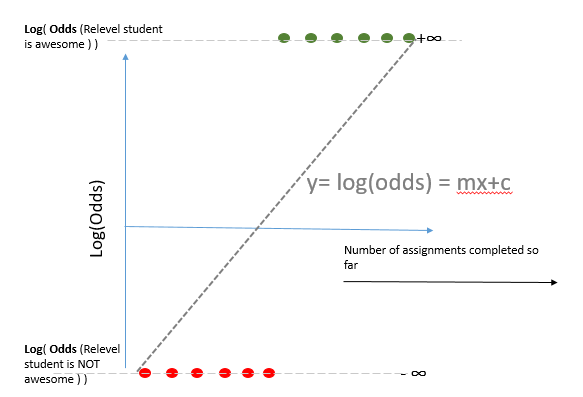 Log( Odds (Relevel student
is awesome ) )
+∞
y= log(odds) = mx+c
Log(Odds)
Number of assignments completed so
far
Log( Odds (Relevel
student is NOT
awesome ) )
- ∞